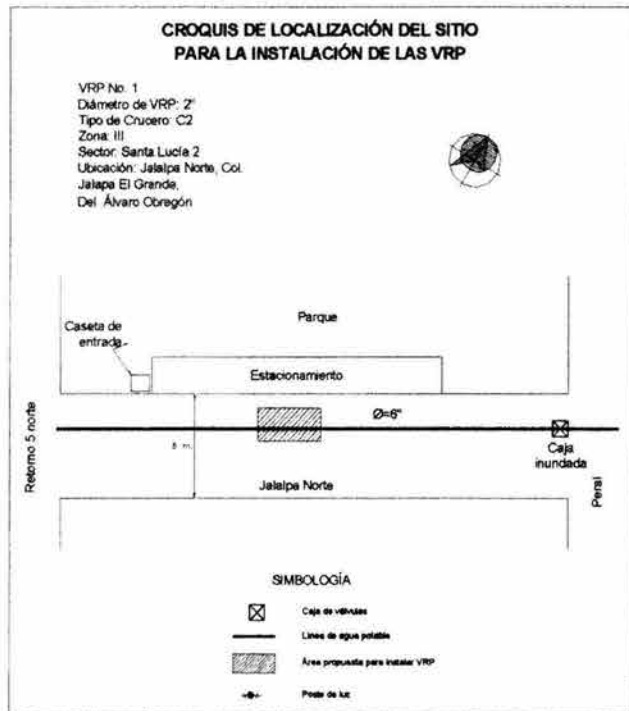 CROQUIS DE LOCALIZACIÓN DEL SITIO
PARA LA INSTALACIÓN DE LAS VRP
VRP No. 1
Diámetro de VRP: 2"
Tipo de Crucero: C2
Zona: III
Sector: Santa Lucía 2
Ubicación: Jalalpa Norte, Col.
Jalapa El Grande,
Del. Álvaro Obregón
Parque
Caseta de
entrada
Estacionamiento
Ø=6"
Retorno 5 norte
m.
Caja
inundada
Jalalpa Norte
Peral
SIMBOLOGÍA
Caja de válvulas
Línea de agua potable
Área propuesta para instalar VRP
Poste de luz